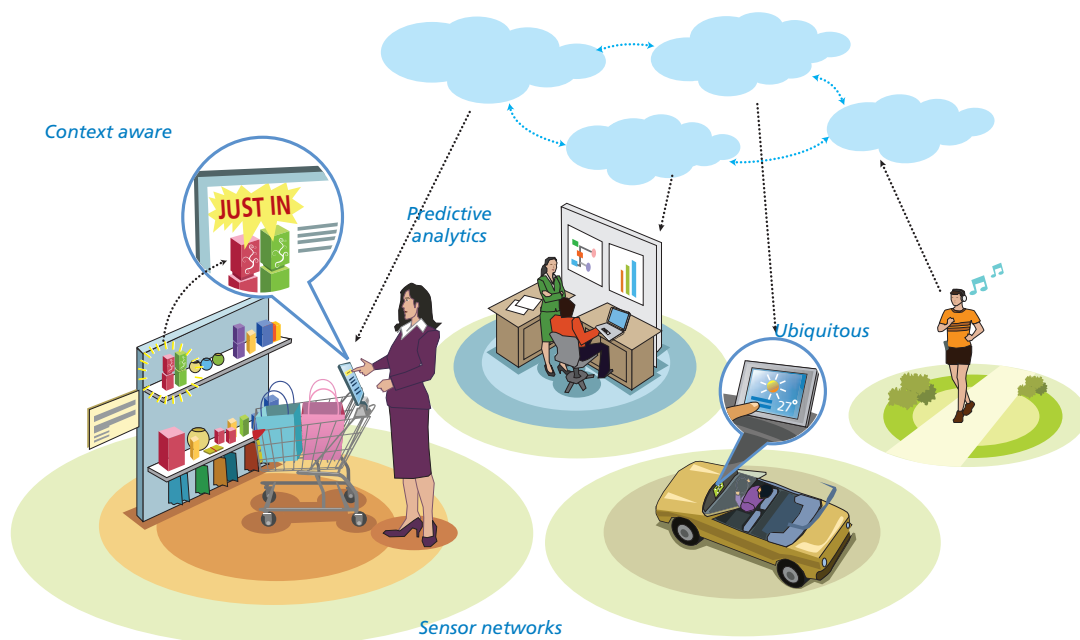 Context aware
JUST IN
Predictive
analytics
Ubiquitous
27°
Sensor networks